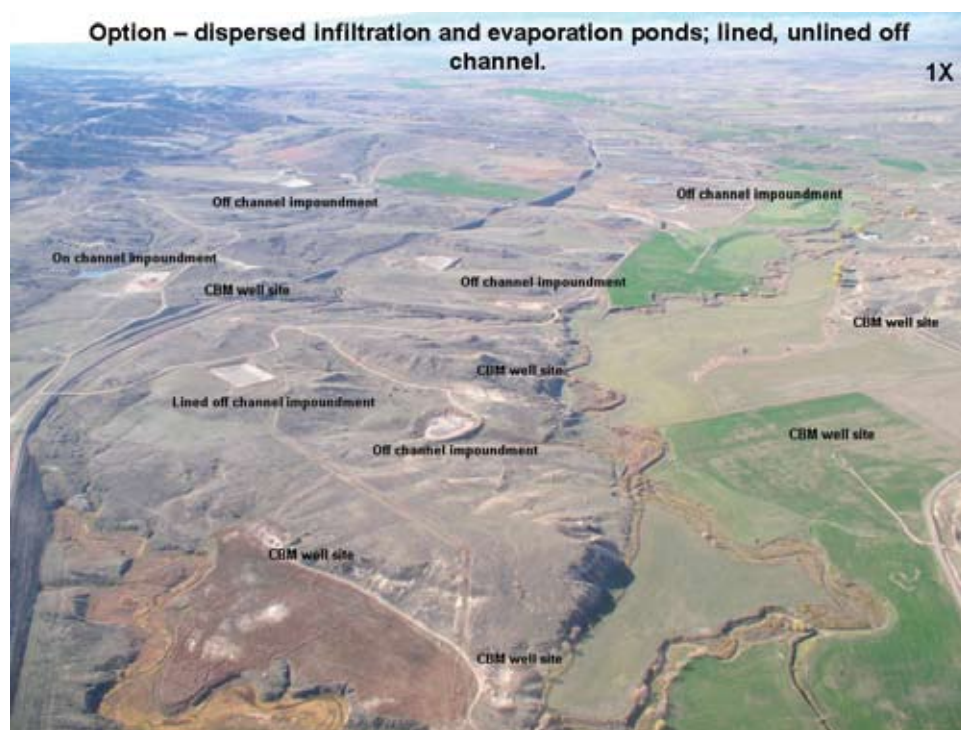 Option – dispersed infiltration and evaporation ponds; lined, unlined off
channel.
1X
Off channel impoundment
Off channel impoundment
On channel impoundment
CBM well site
Off channel impoundment
CBM well site
CBM well site
Lined off channel impoundment
CBM well site
Off channel impoundment
CBM well site
CBM well site